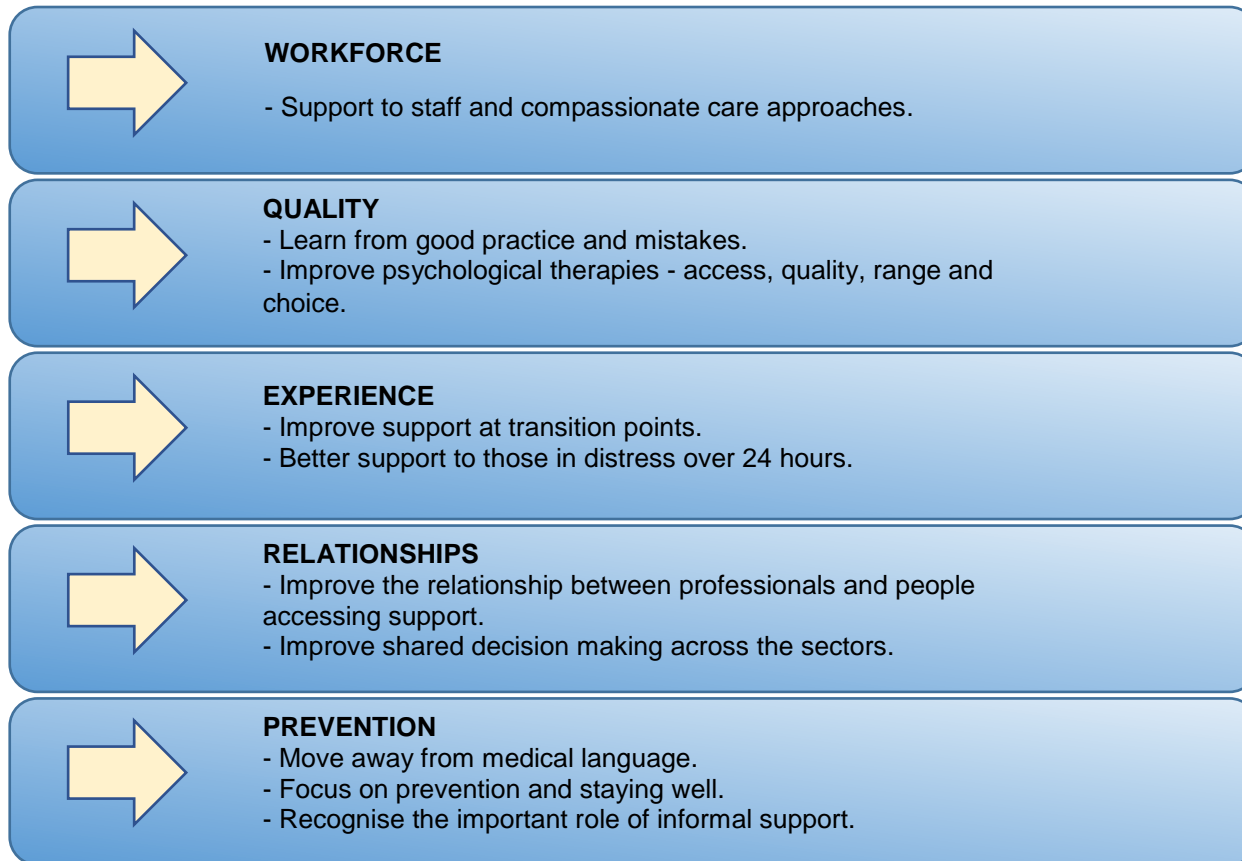 WORKFORCE
- Support to staff and compassionate care approaches.
QUALITY
- Learn from good practice and mistakes.
- Improve psychological therapies - access, quality, range and
choice.
EXPERIENCE
- Improve support at transition points.
- Better support to those in distress over 24 hours.
RELATIONSHIPS
- Improve the relationship between professionals and people
accessing support.
- Improve shared decision making across the sectors.
PREVENTION
- Move away from medical language.
- Focus on prevention and staying well.
- Recognise the important role of informal support.